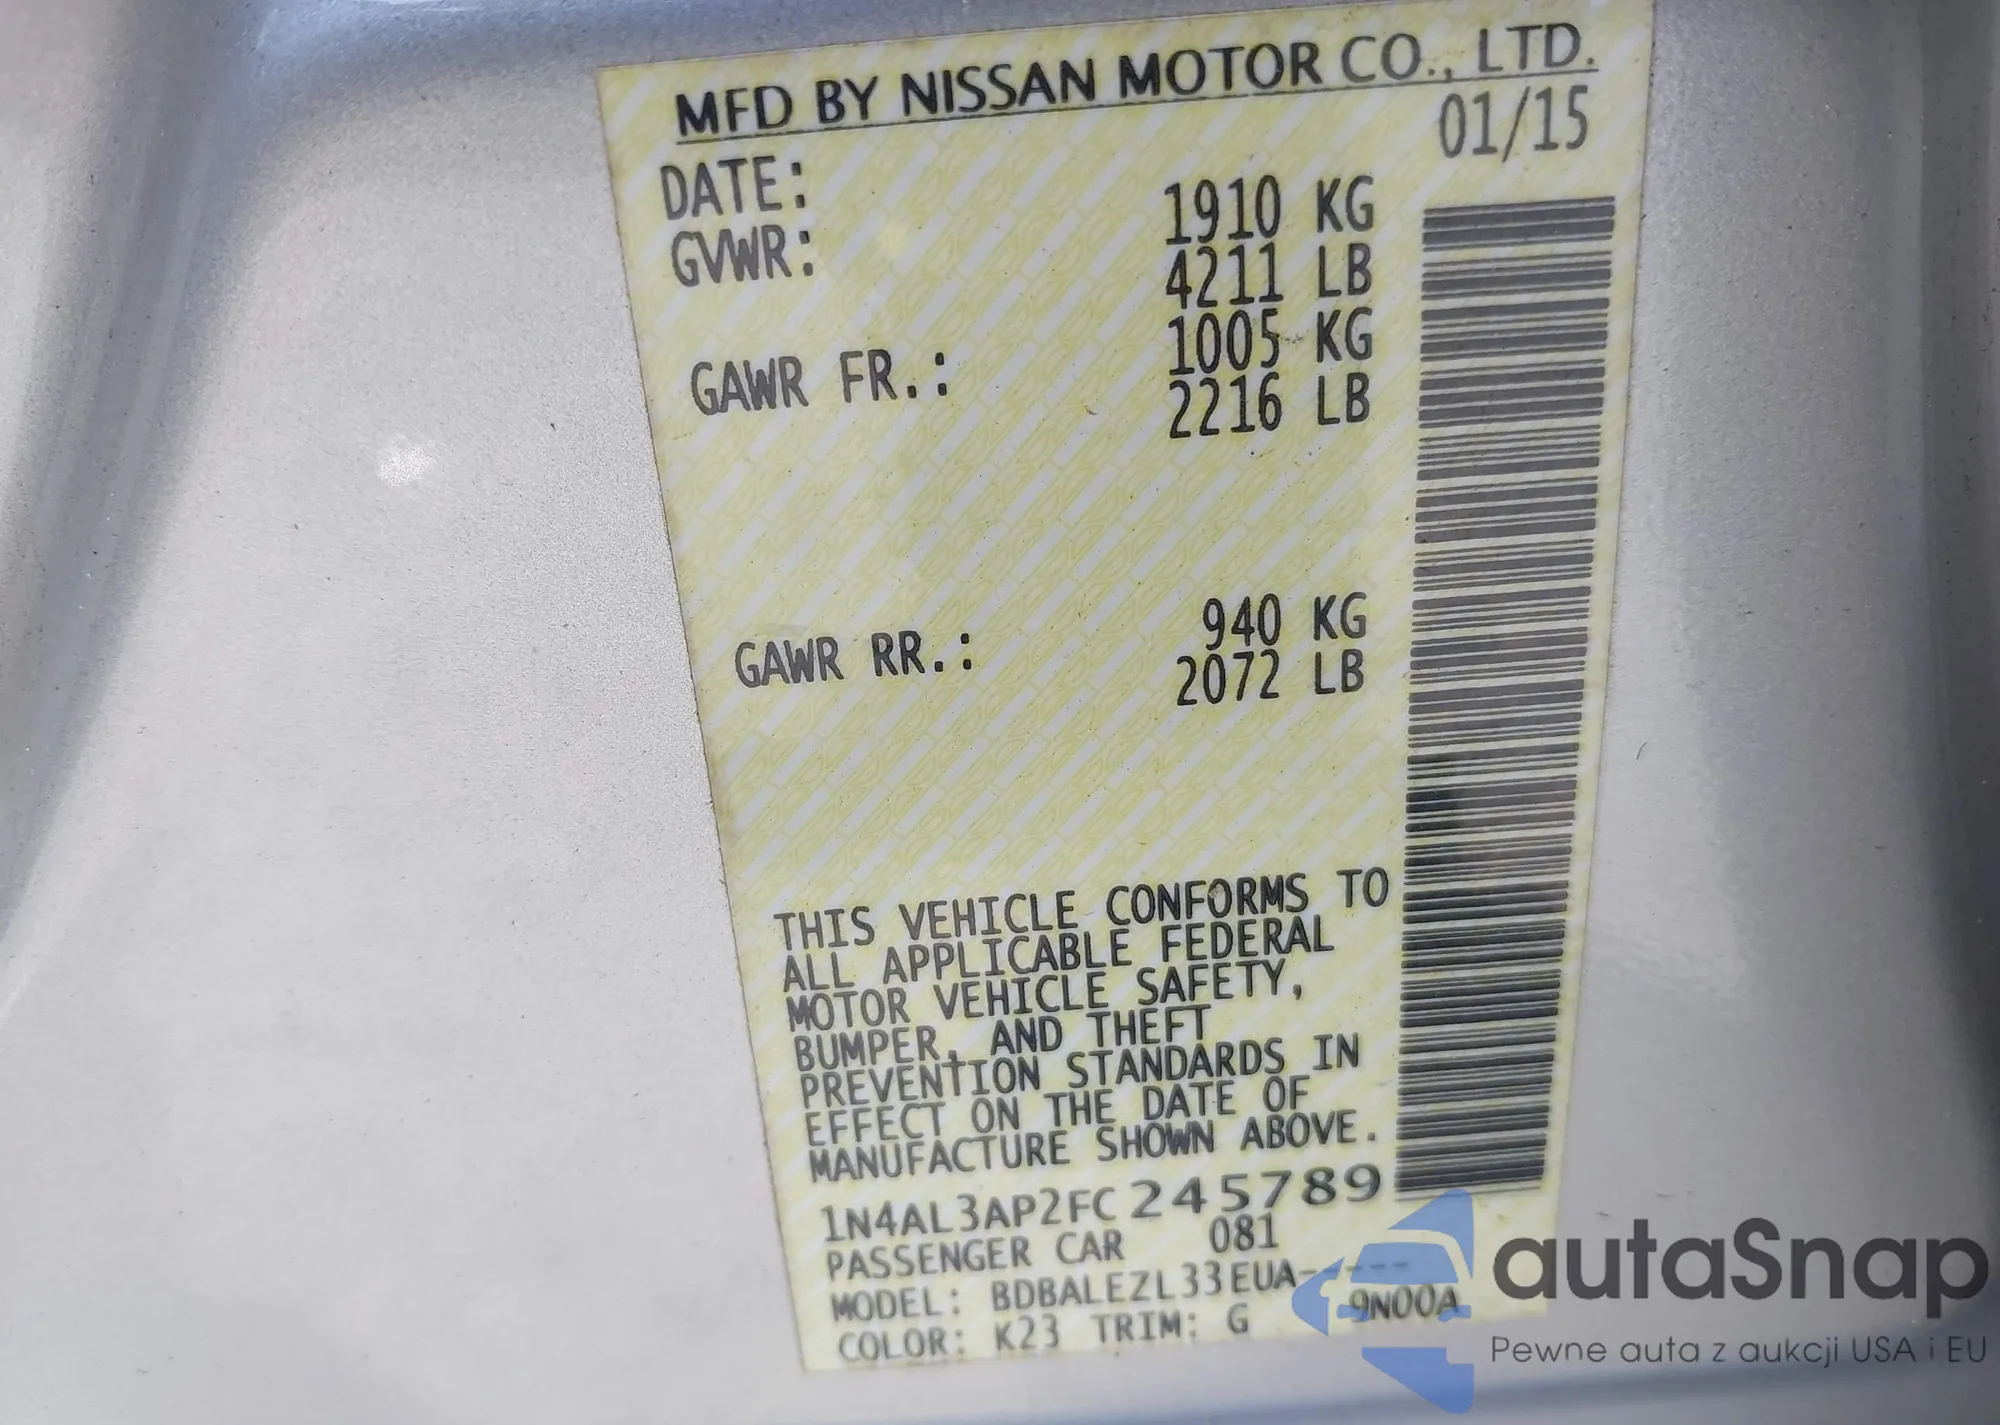 MFD BY NISSAN MOTOR CO., LTD.
DATE: 01/15
GVWR: 1910 KG
4211 LB
GAWR FR.: 1005 KG
2216 LB
GAWR RR.: 940 KG
2072 LB
THIS VEHICLE CONFORMS TO
ALL APPLICABLE FEDERAL
MOTOR VEHICLE SAFETY,
BUMPER, AND THEFT
PREVENTION STANDARDS IN
EFFECT ON THE DATE OF
MANUFACTURE SHOWN ABOVE.
1N4AL3AP2FC245789
PASSENGER CAR 081
MODEL: BDBALEZL33EUA-----
COLOR: K23 TRIM: G 9N00A
autaSnap
Pewne auta z aukcji USA i EU